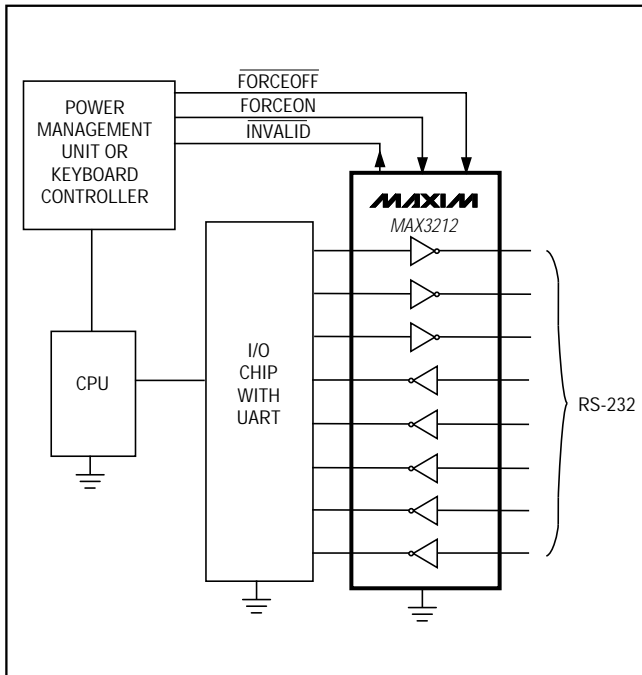 FORCEOFF
FORCEON
INVALID
POWER
MANAGEMENT
UNIT OR
KEYBOARD
CONTROLLER
MAXIM
MAX3212
CPU
I/O
CHIP
WITH
UART
RS-232